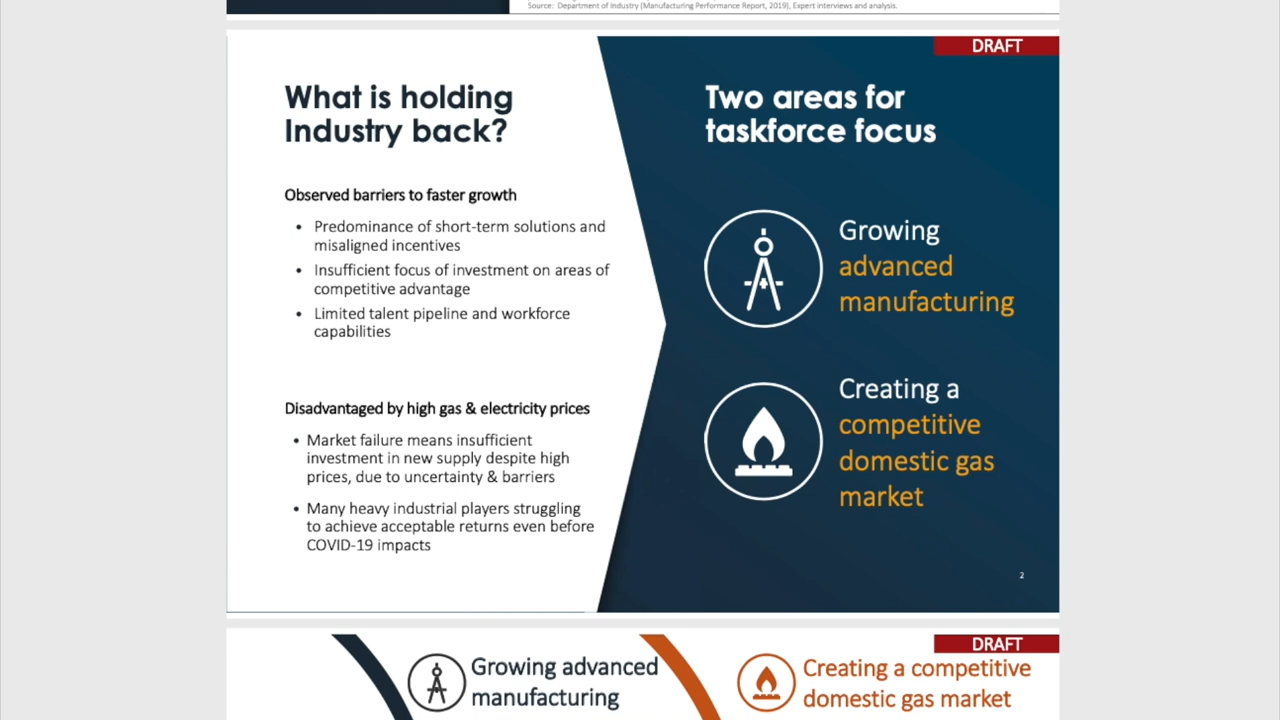 Source: Department of Industry (Manufacturing Performance Report, 2019), Expert interviews and analysis.
DRAFT
What is holding
Industry back?
Observed barriers to faster growth
• Predominance of short-term solutions and
misaligned incentives
• Insufficient focus of investment on areas of
competitive advantage
• Limited talent pipeline and workforce
capabilities
Disadvantaged by high gas & electricity prices
• Market failure means insufficient
investment in new supply despite high
prices, due to uncertainty & barriers
• Many heavy industrial players struggling
to achieve acceptable returns even before
COVID-19 impacts
Two areas for
taskforce focus
Growing
advanced
manufacturing
Creating a
competitive
domestic gas
market
2
DRAFT
Growing advanced
manufacturing
Creating a competitive
domestic gas market